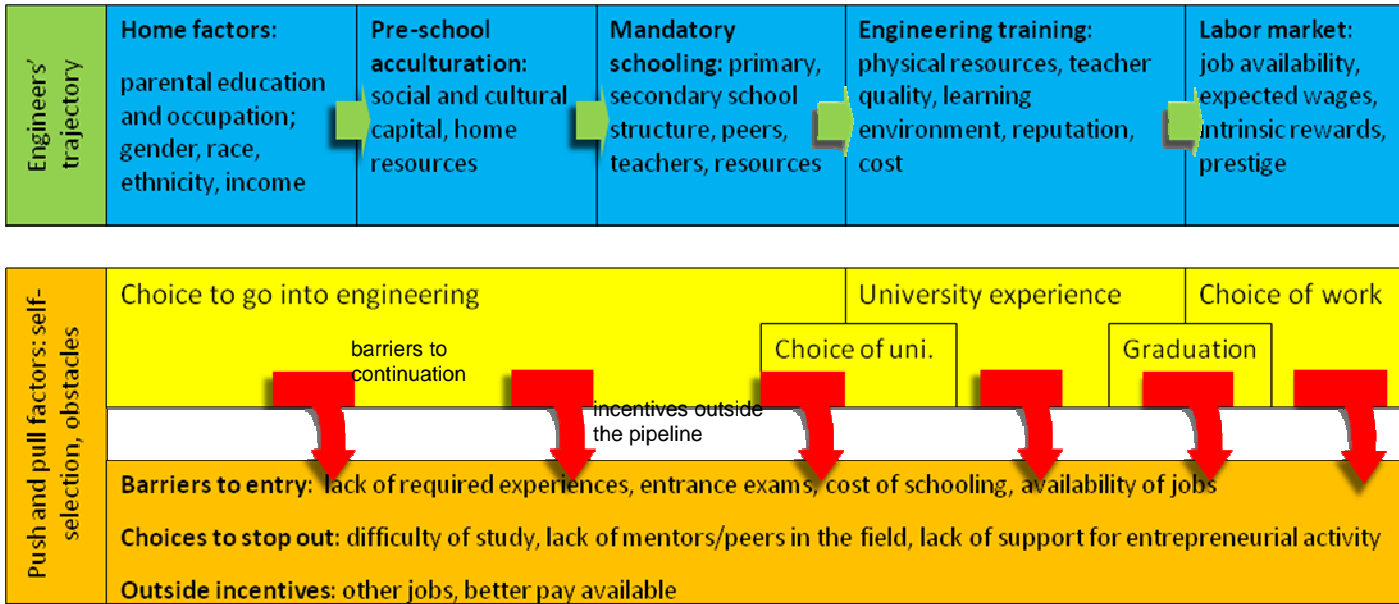 Engineers'
trajectory
Home factors:
parental education
and occupation;
gender, race,
ethnicity, income
Pre-school
acculturation:
social and cultural
capital, home
resources
Mandatory
schooling: primary,
secondary school
structure, peers,
teachers, resources
Engineering training:
physical resources, teacher
quality, learning
environment, reputation,
cost
Labor market:
job availability,
expected wages,
intrinsic rewards,
prestige
Push and pull factors: self-
selection, obstacles
Choice to go into engineering
University experience
Choice of work
Choice of uni.
Graduation
barriers to
continuation
incentives outside
the pipeline
Barriers to entry: lack of required experiences, entrance exams, cost of schooling, availability of jobs
Choices to stop out: difficulty of study, lack of mentors/peers in the field, lack of support for entrepreneurial activity
Outside incentives: other jobs, better pay available